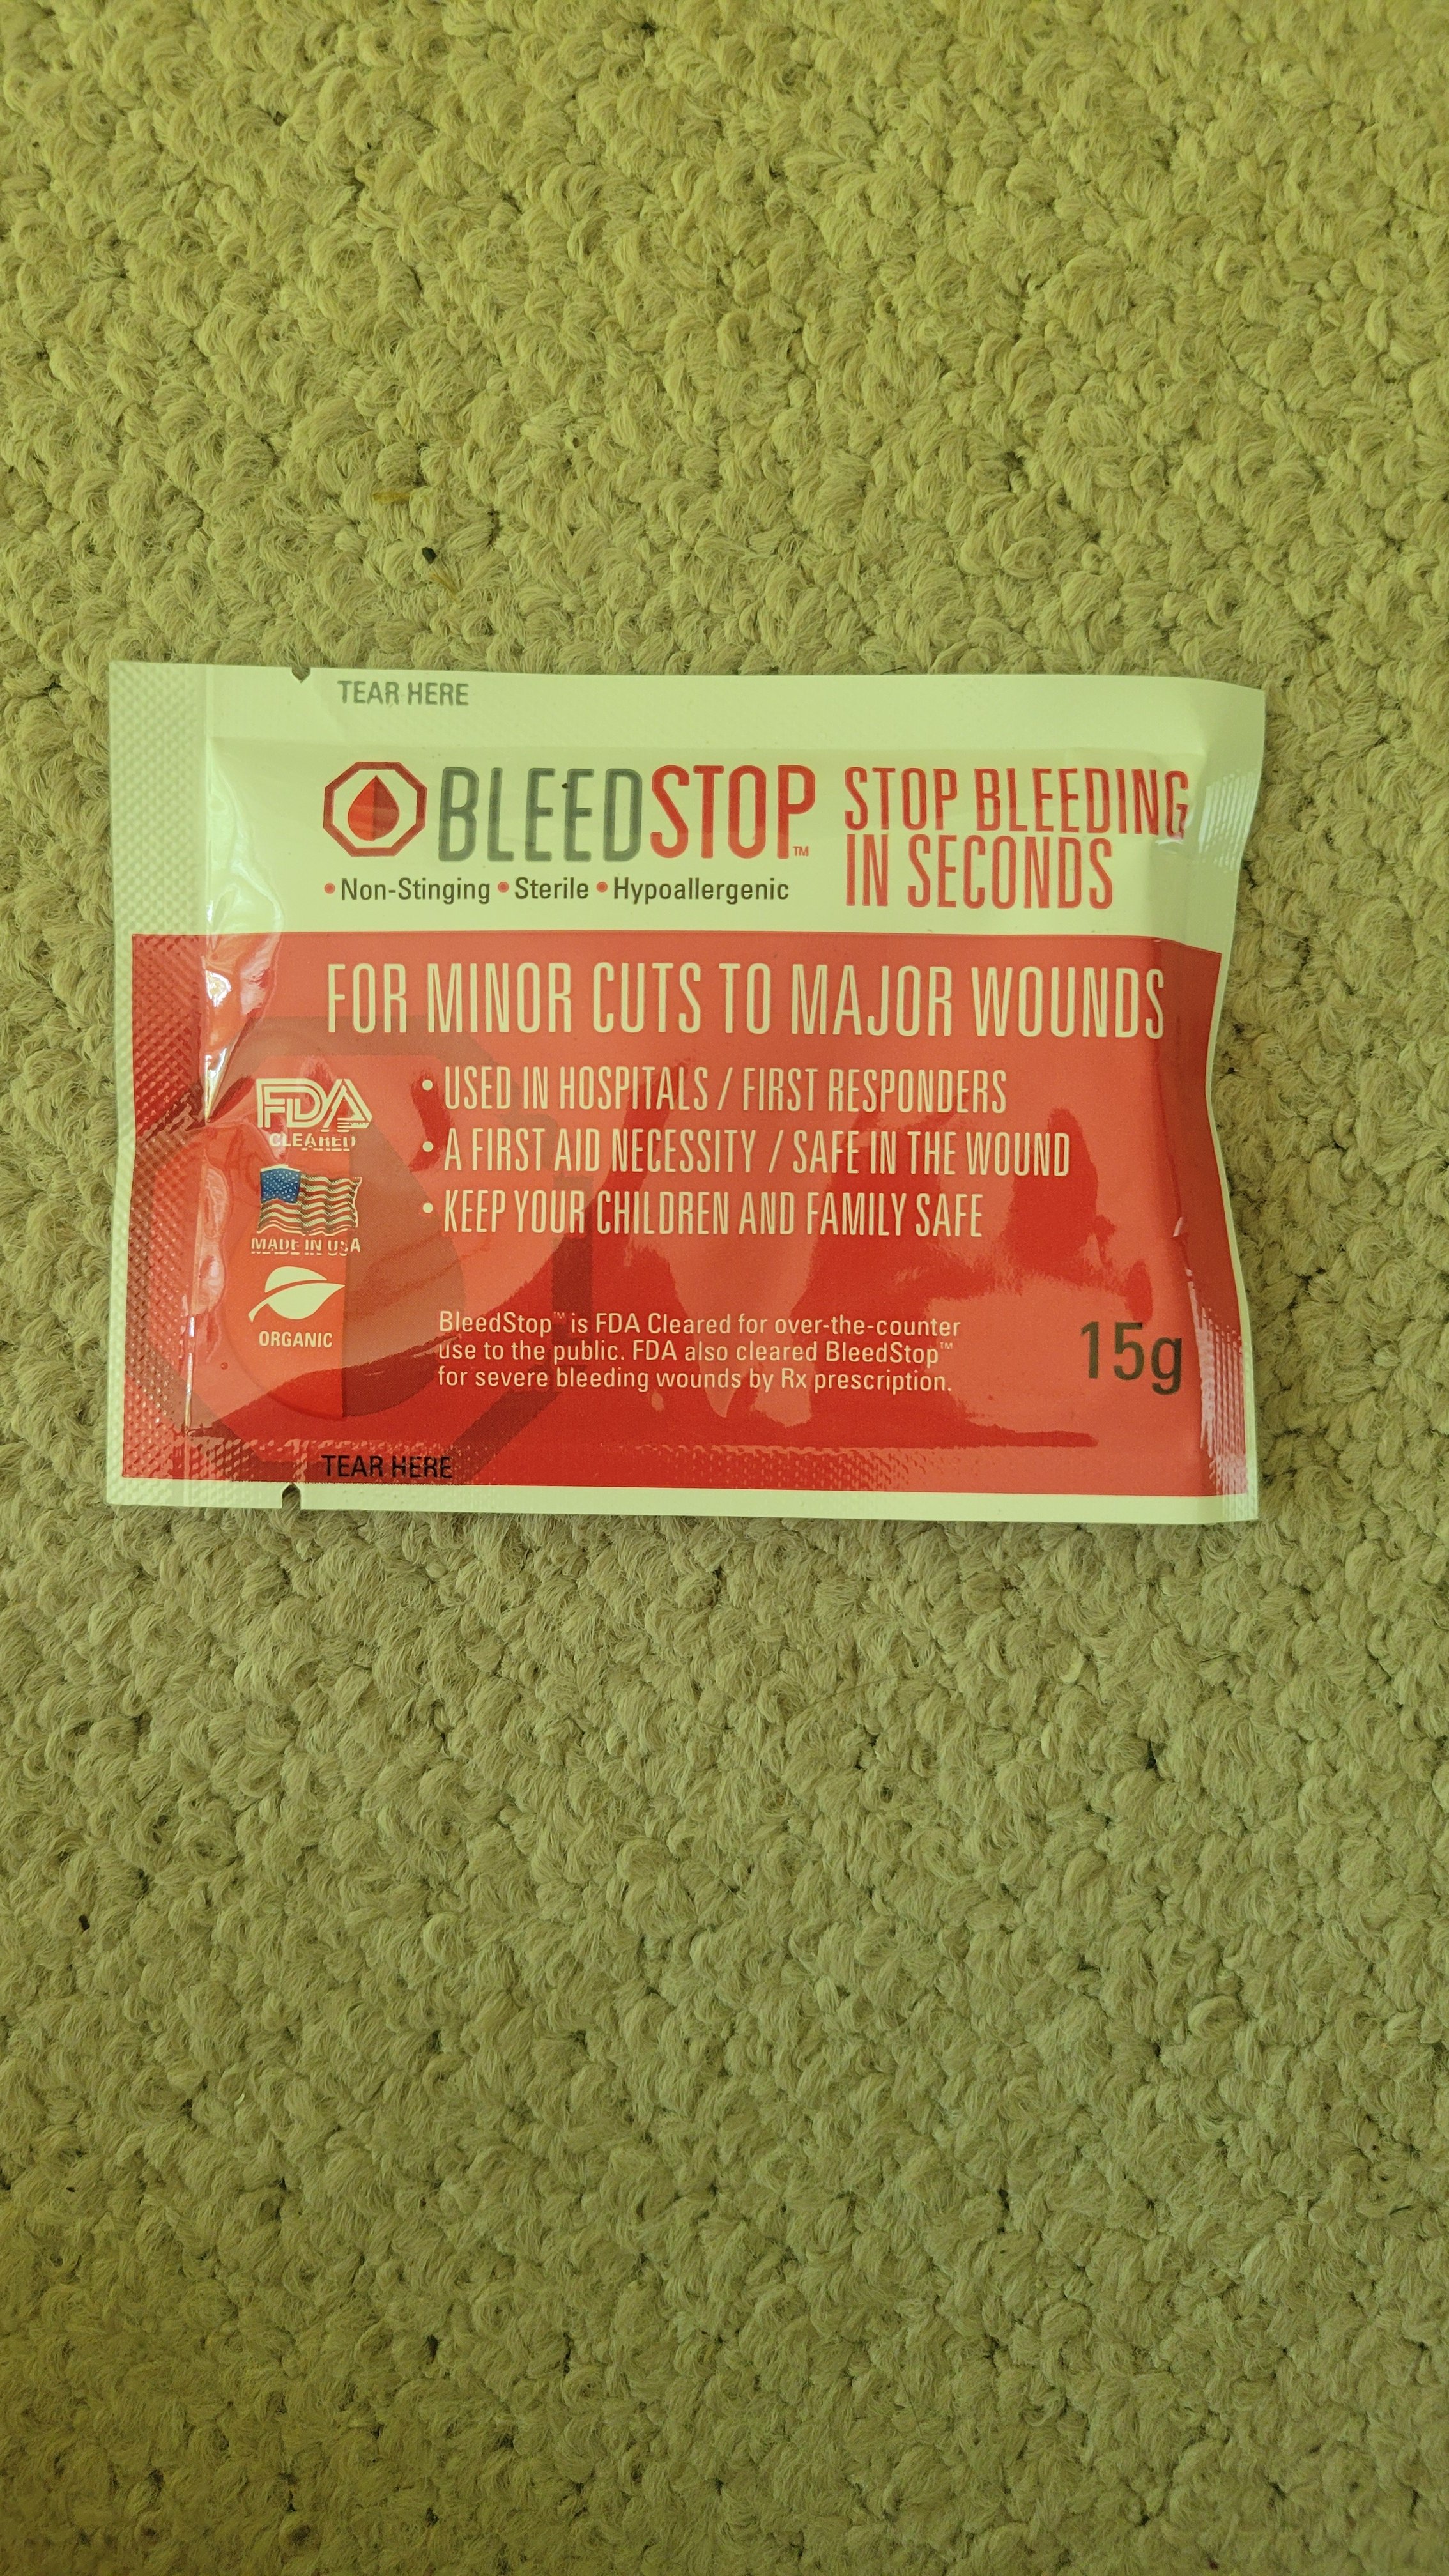 TEAR HERE
BLEEDSTOP™
• Non-Stinging • Sterile • Hypoallergenic
STOP BLEEDING
IN SECONDS
FOR MINOR CUTS TO MAJOR WOUNDS
FDA
CLEARED
MADE IN USA
ORGANIC
• USED IN HOSPITALS / FIRST RESPONDERS
• A FIRST AID NECESSITY / SAFE IN THE WOUND
• KEEP YOUR CHILDREN AND FAMILY SAFE
BleedStop™ is FDA Cleared for over-the-counter
use to the public. FDA also cleared BleedStop™
for severe bleeding wounds by Rx prescription.
15g
TEAR HERE